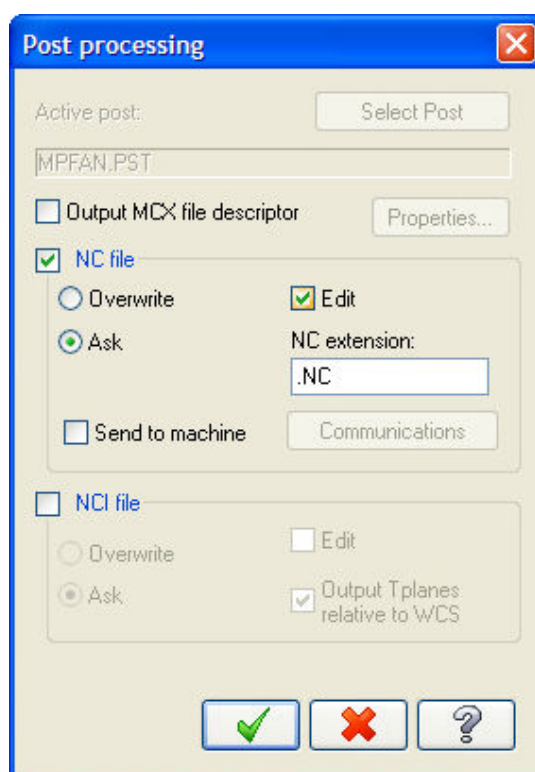 Post processing
Active post:
Select Post
MPFAN.PST
Output MCX file descriptor
Properties...
NC file
Overwrite
Edit
Ask
NC extension:
.NC
Send to machine
Communications
NCI file
Overwrite
Edit
Ask
Output Tplanes
relative to WCS